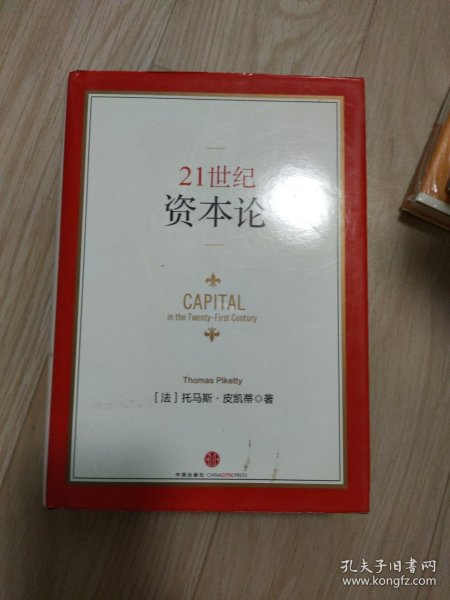 21世纪
资本论
CAPITAL
in the Twenty-First Century
Thomas Piketty
[法]托马斯·皮凯蒂◎著
中信出版社·CHINACITICPRESS
孔夫子旧书网
www.kongfz.com